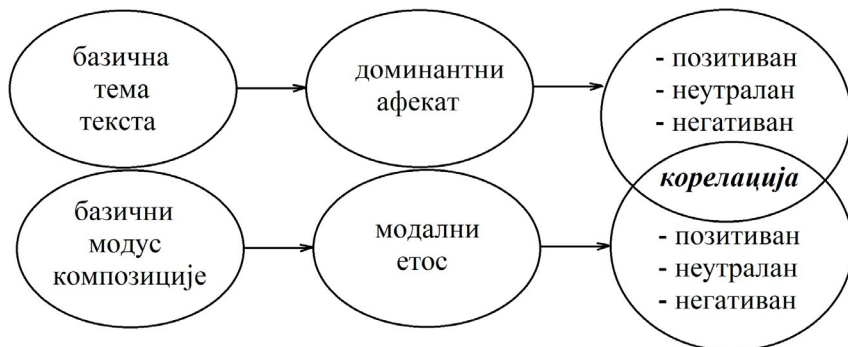 базична
тема
текста
доминантни
афекат
- позитиван
- неутралан
- негативан
корелација
базични
модус
композиције
модални
етос
- позитиван
- неутралан
- негативан